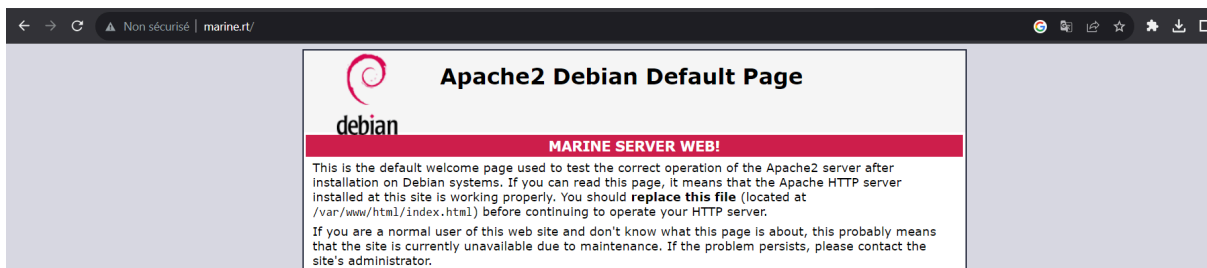 Non sécurisé | marine.rt/
Apache2 Debian Default Page
debian
MARINE SERVER WEB!
This is the default welcome page used to test the correct operation of the Apache2 server after
installation on Debian systems. If you can read this page, it means that the Apache HTTP server
installed at this site is working properly. You should replace this file (located at
/var/www/html/index.html) before continuing to operate your HTTP server.
If you are a normal user of this web site and don't know what this page is about, this probably means
that the site is currently unavailable due to maintenance. If the problem persists, please contact the
site's administrator.